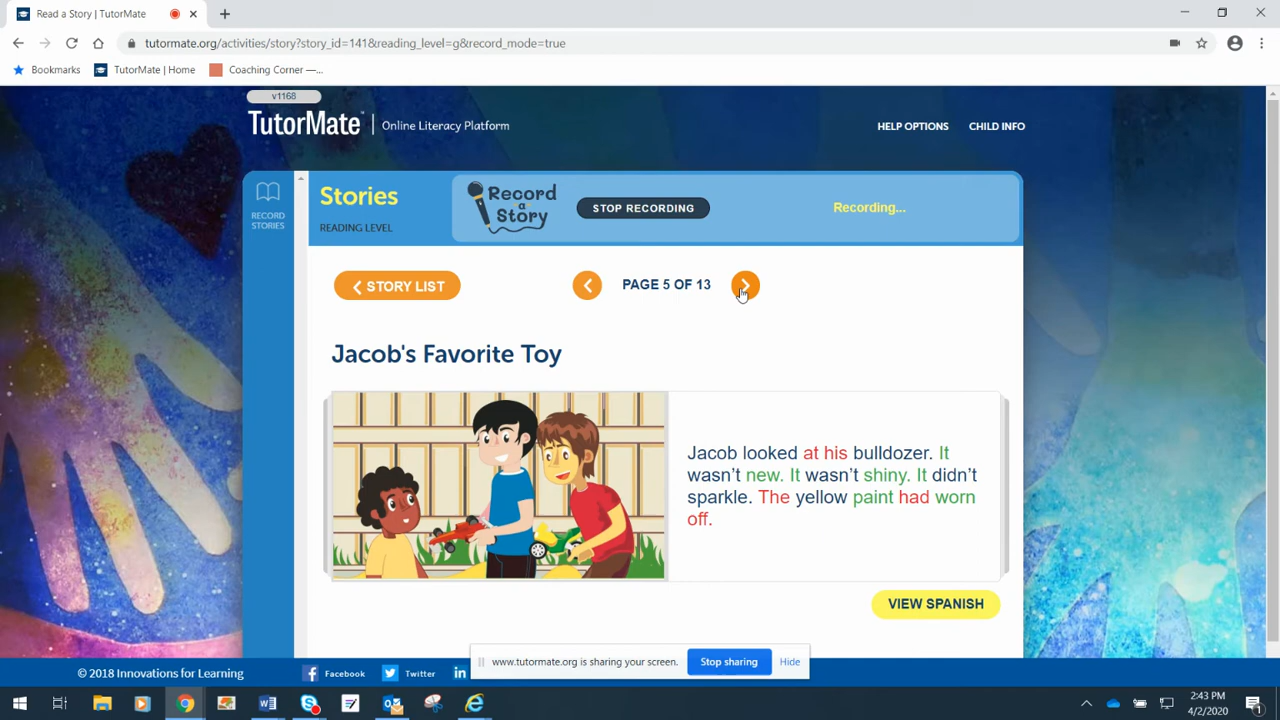 Read a Story | TutorMate
tutormate.org/activities/story?story_id=141&reading_level=g&record_mode=true
Bookmarks TutorMate | Home Coaching Corner —...
v1168
TutorMate | Online Literacy Platform
HELP OPTIONS CHILD INFO
RECORD
STORIES
Stories
READING LEVEL
Record
a
Story
STOP RECORDING
Recording...
STORY LIST
PAGE 5 OF 13
Jacob's Favorite Toy
Jacob looked at his bulldozer. It
wasn't new. It wasn't shiny. It didn't
sparkle. The yellow paint had worn
off.
VIEW SPANISH
www.tutormate.org is sharing your screen. Stop sharing Hide
© 2018 Innovations for Learning
Facebook Twitter in
2:43 PM
4/2/2020
1